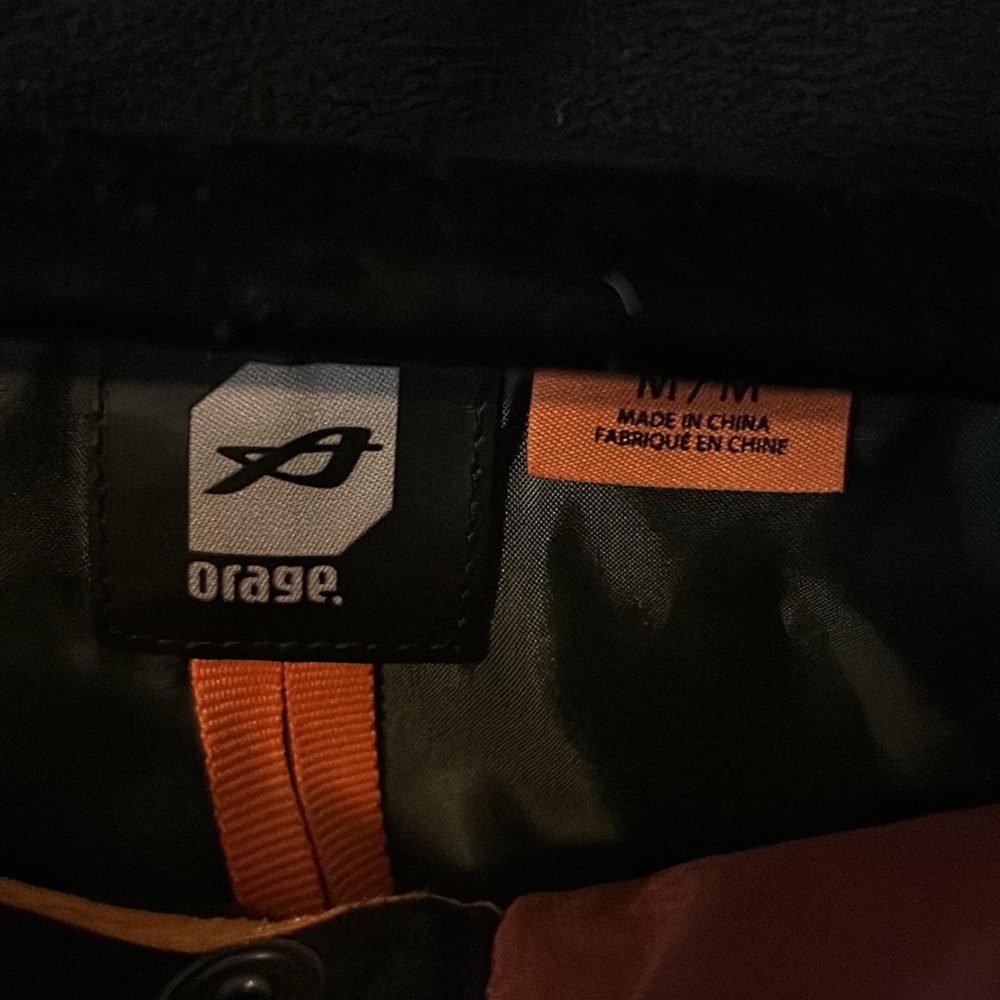 orage.
M / M
MADE IN CHINA
FABRIQUÉ EN CHINE